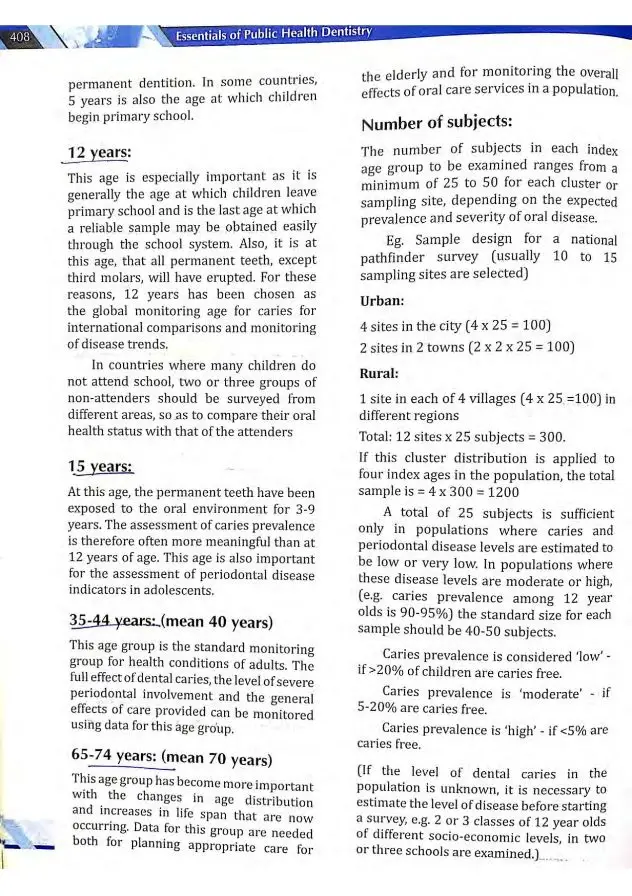 408
Essentials of Public Health Dentistry
permanent dentition. In some countries,
5 years is also the age at which children
begin primary school.
12 years:
This age is especially important as it is
generally the age at which children leave
primary school and is the last age at which
a reliable sample may be obtained easily
through the school system. Also, it is at
this age, that all permanent teeth, except
third molars, will have erupted. For these
reasons, 12 years has been chosen as
the global monitoring age for caries for
international comparisons and monitoring
of disease trends.
In countries where many children do
not attend school, two or three groups of
non-attenders should be surveyed from
different areas, so as to compare their oral
health status with that of the attenders
15 years:
At this age, the permanent teeth have been
exposed to the oral environment for 3-9
years. The assessment of caries prevalence
is therefore often more meaningful than at
12 years of age. This age is also important
for the assessment of periodontal disease
indicators in adolescents.
35-44 years: (mean 40 years)
This age group is the standard monitoring
group for health conditions of adults. The
full effect of dental caries, the level of severe
periodontal involvement and the general
effects of care provided can be monitored
using data for this age group.
65-74 years: (mean 70 years)
This age group has become more important
with the changes in age distribution
and increases in life span that are now
occurring. Data for this group are needed
both for planning appropriate care for
the elderly and for monitoring the overall
effects of oral care services in a population.
Number of subjects:
The number of subjects in each index
age group to be examined ranges from a
minimum of 25 to 50 for each cluster or
sampling site, depending on the expected
prevalence and severity of oral disease.
Eg. Sample design for a national
pathfinder survey (usually 10 to 15
sampling sites are selected)
Urban:
4 sites in the city (4 x 25 = 100)
2 sites in 2 towns (2 x 2 x 25 = 100)
Rural:
1 site in each of 4 villages (4 x 25 =100) in
different regions
Total: 12 sites x 25 subjects = 300.
If this cluster distribution is applied to
four index ages in the population, the total
sample is = 4 x 300 = 1200
A total of 25 subjects is sufficient
only in populations where caries and
periodontal disease levels are estimated to
be low or very low. In populations where
these disease levels are moderate or high,
(e.g. caries prevalence among 12 year
olds is 90-95%) the standard size for each
sample should be 40-50 subjects.
Caries prevalence is considered 'low' -
if >20% of children are caries free.
Caries prevalence is 'moderate' - if
5-20% are caries free.
Caries prevalence is 'high' - if <5% are
caries free.
(If the level of dental caries in the
population is unknown, it is necessary to
estimate the level of disease before starting
a survey, e.g. 2 or 3 classes of 12 year olds
of different socio-economic levels, in two
or three schools are examined.)